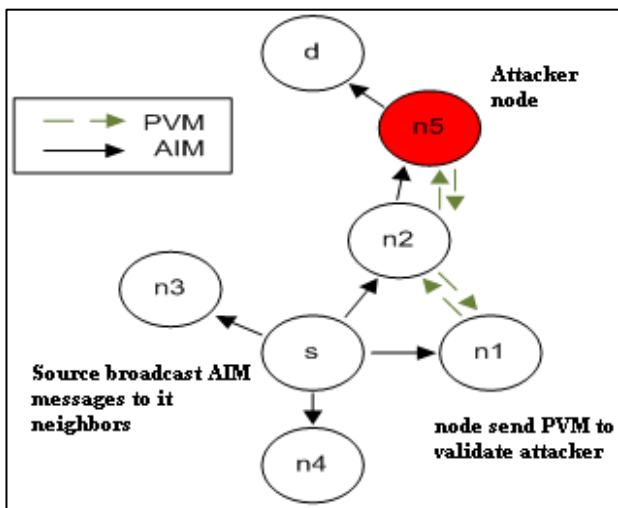 d
Attacker
node
n5
PVM
AIM
n2
n3
s
n1
Source broadcast AIM
messages to it
neighbors
node send PVM to
validate attacker
n4